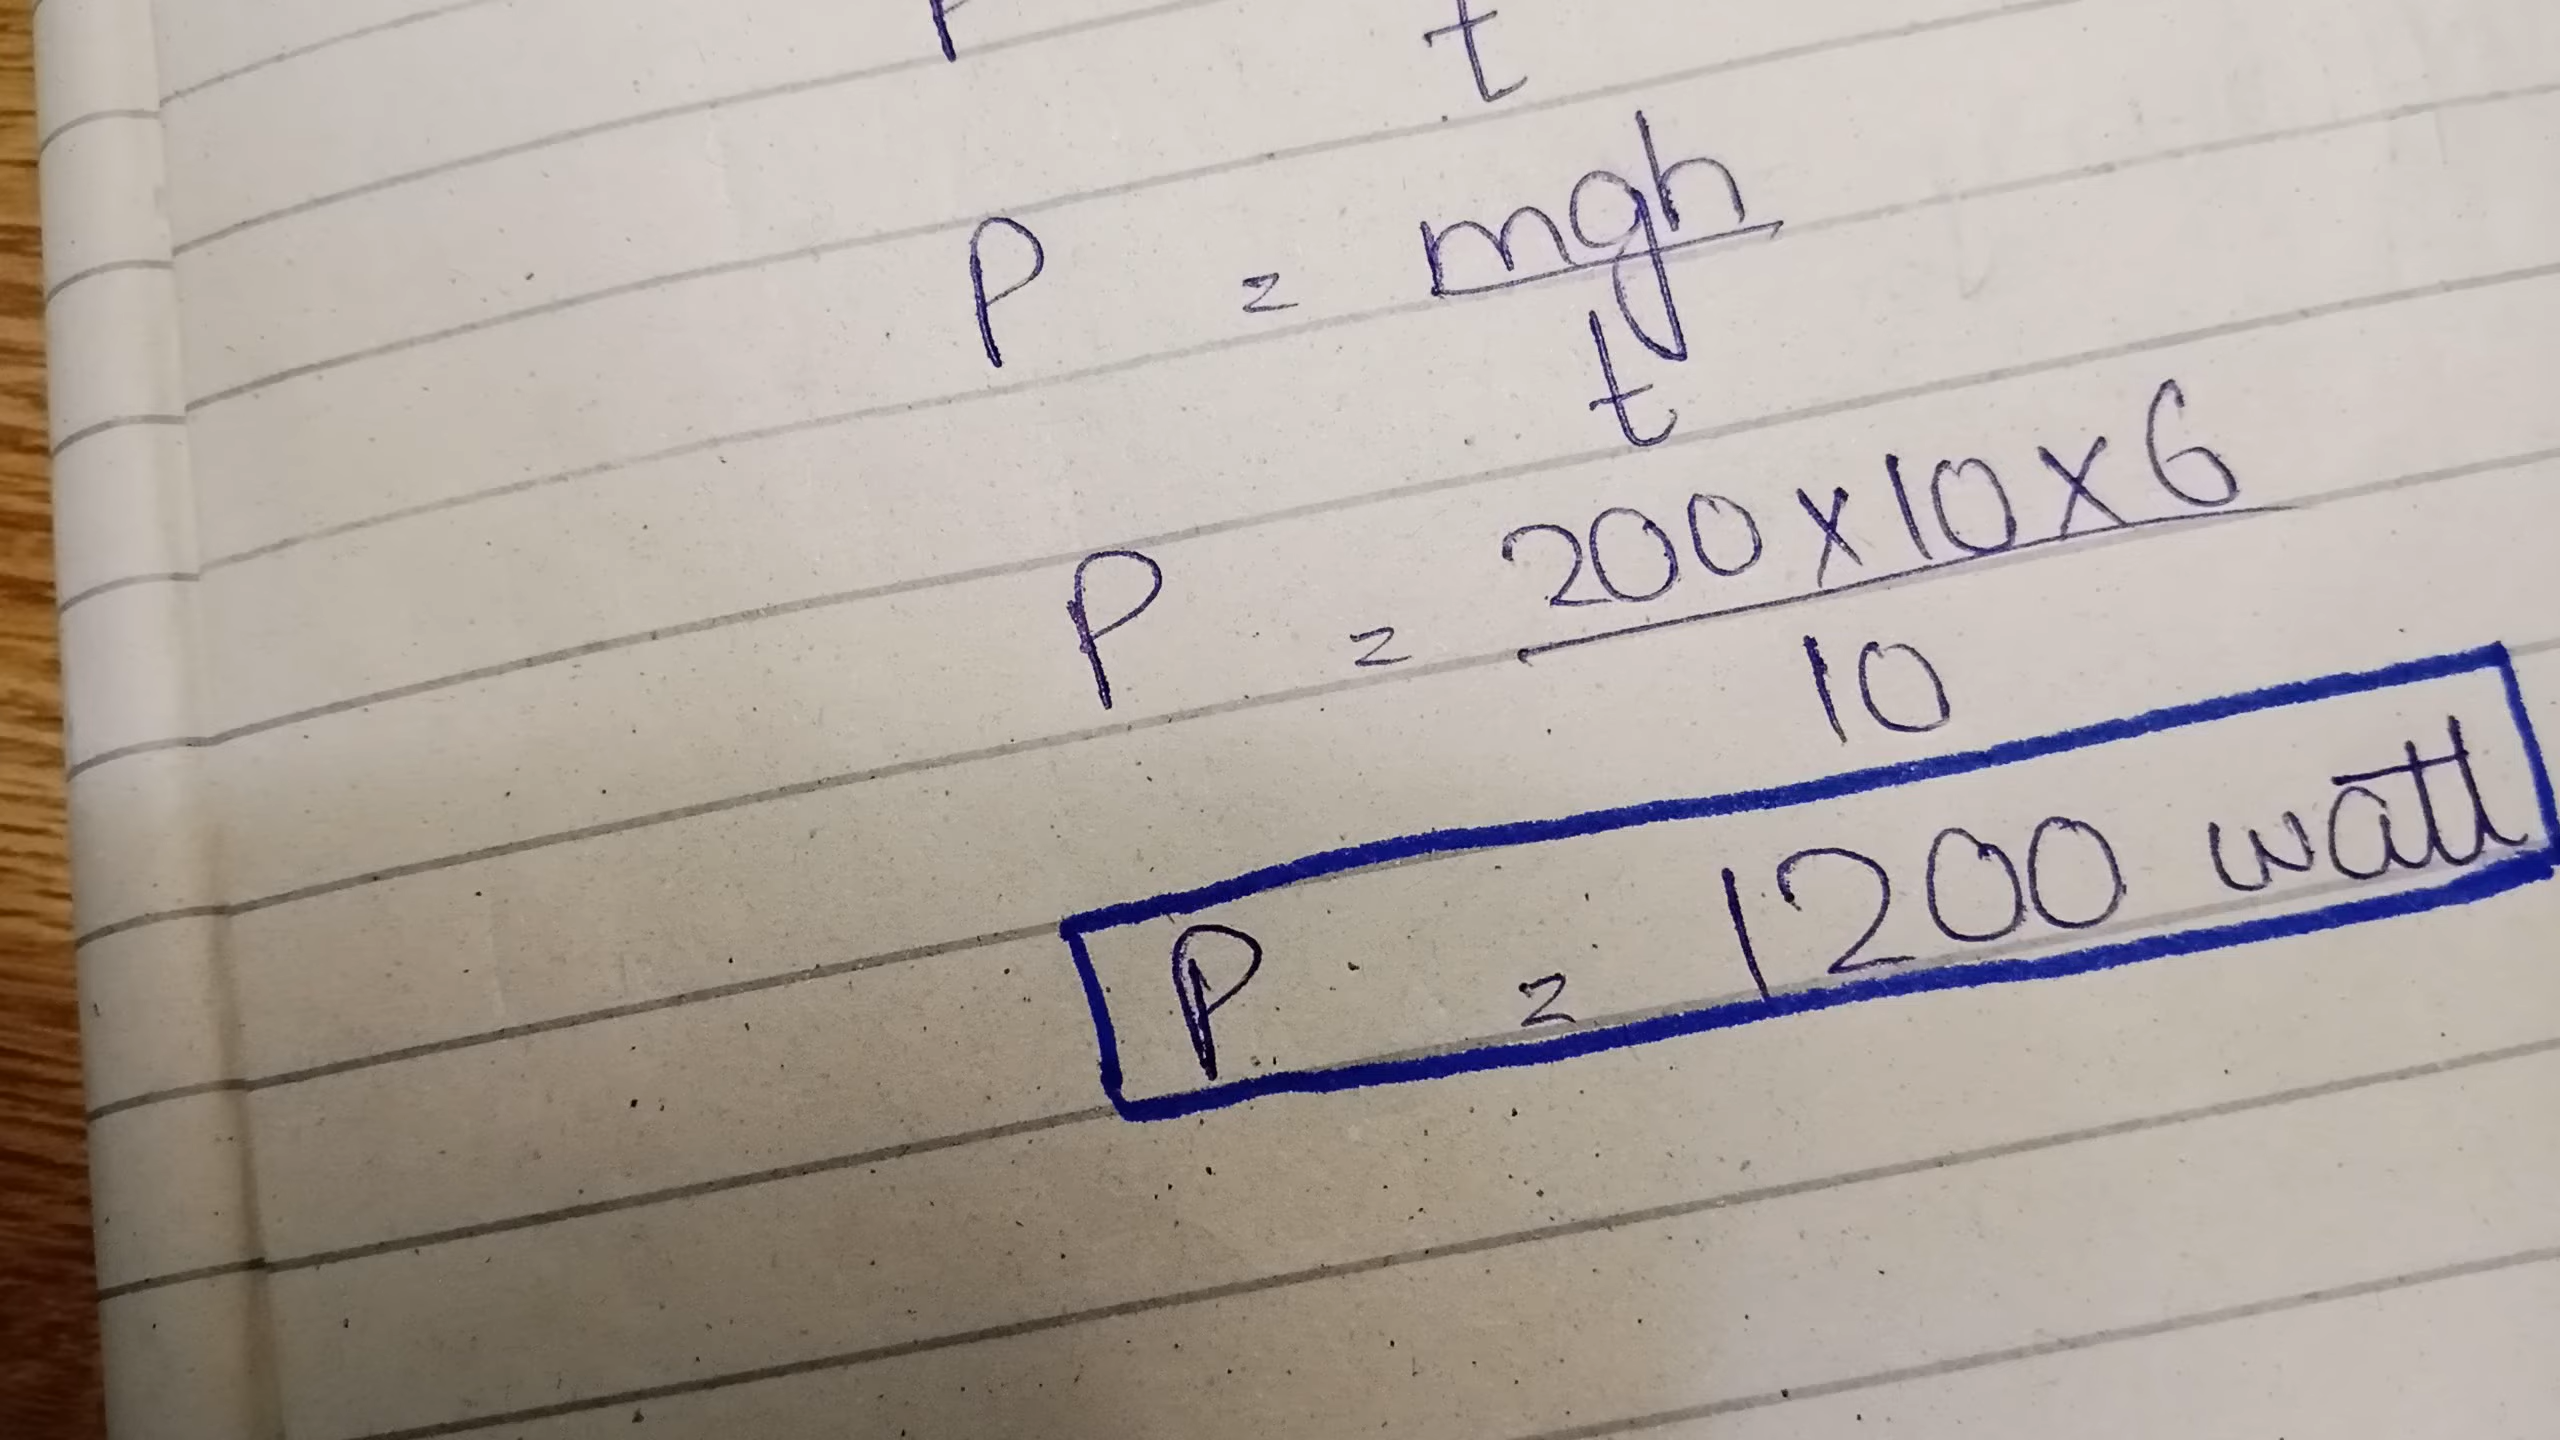 P t
P = mgh / t
P = 200 x 10 x 6 / 10
P = 1200 watt